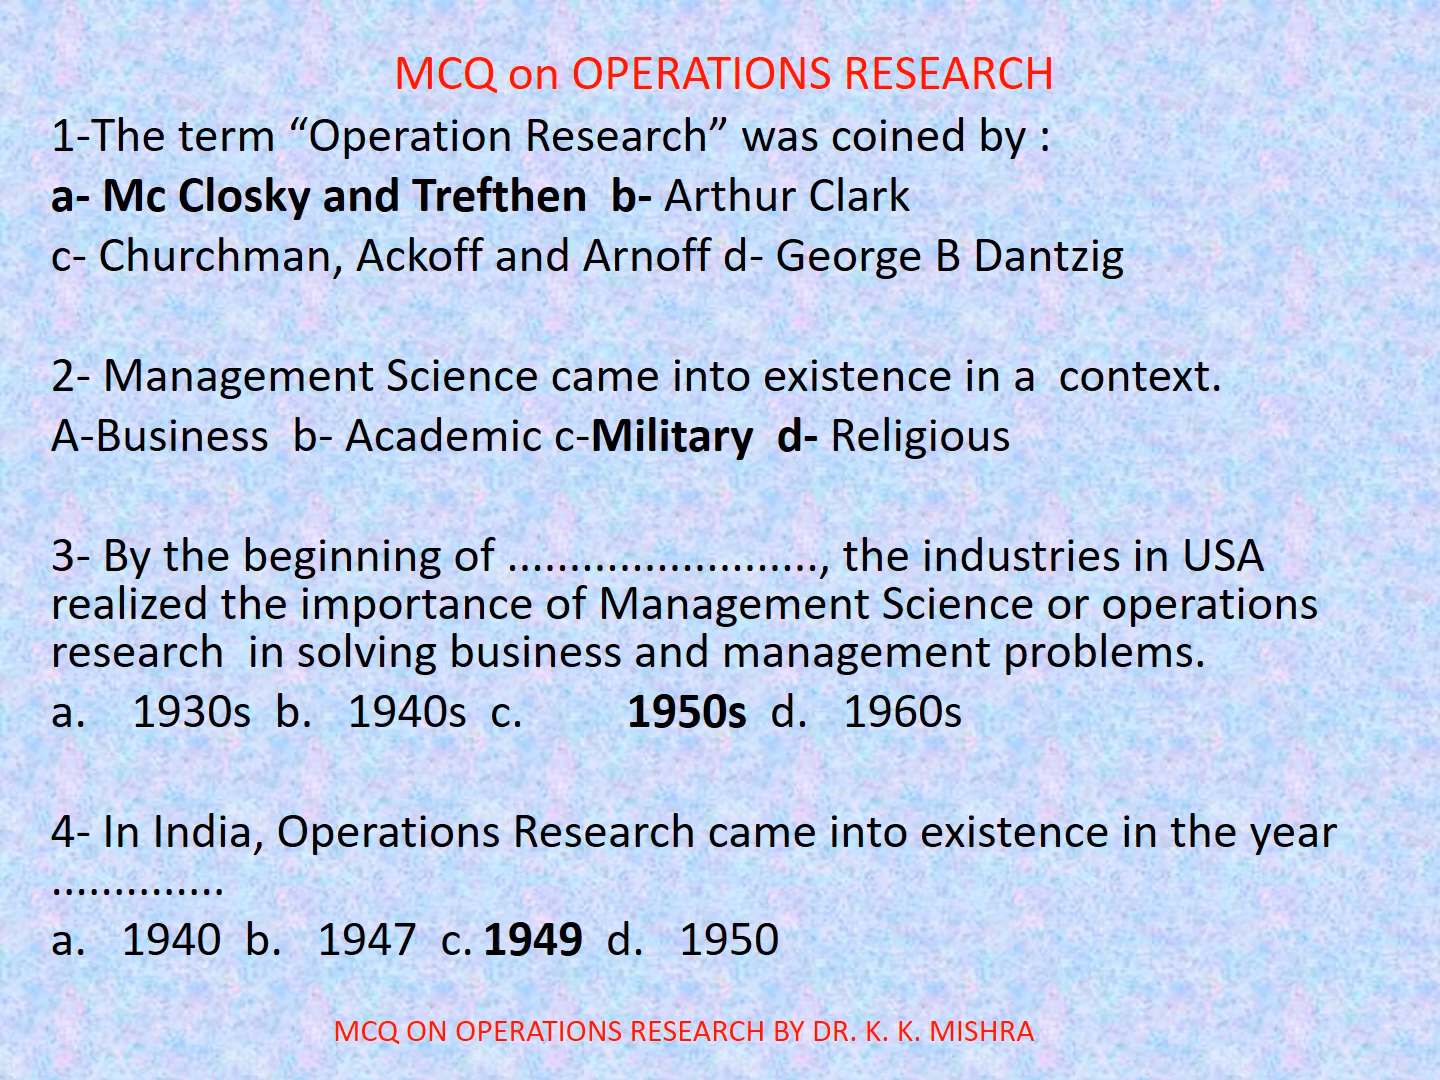 MCQ on OPERATIONS RESEARCH
1-The term “Operation Research” was coined by :
a- Mc Closky and Trefthen  b- Arthur Clark
c- Churchman, Ackoff and Arnoff d- George B Dantzig
2- Management Science came into existence in a  context.
A-Business  b- Academic c-Military  d- Religious
3- By the beginning of ........................., the industries in USA
realized the importance of Management Science or operations
research  in solving business and management problems.
a.   1930s  b.   1940s  c.   1950s  d.   1960s
4- In India, Operations Research came into existence in the year
..............
a.   1940  b.   1947  c. 1949  d.   1950
MCQ ON OPERATIONS RESEARCH BY DR. K. K. MISHRA